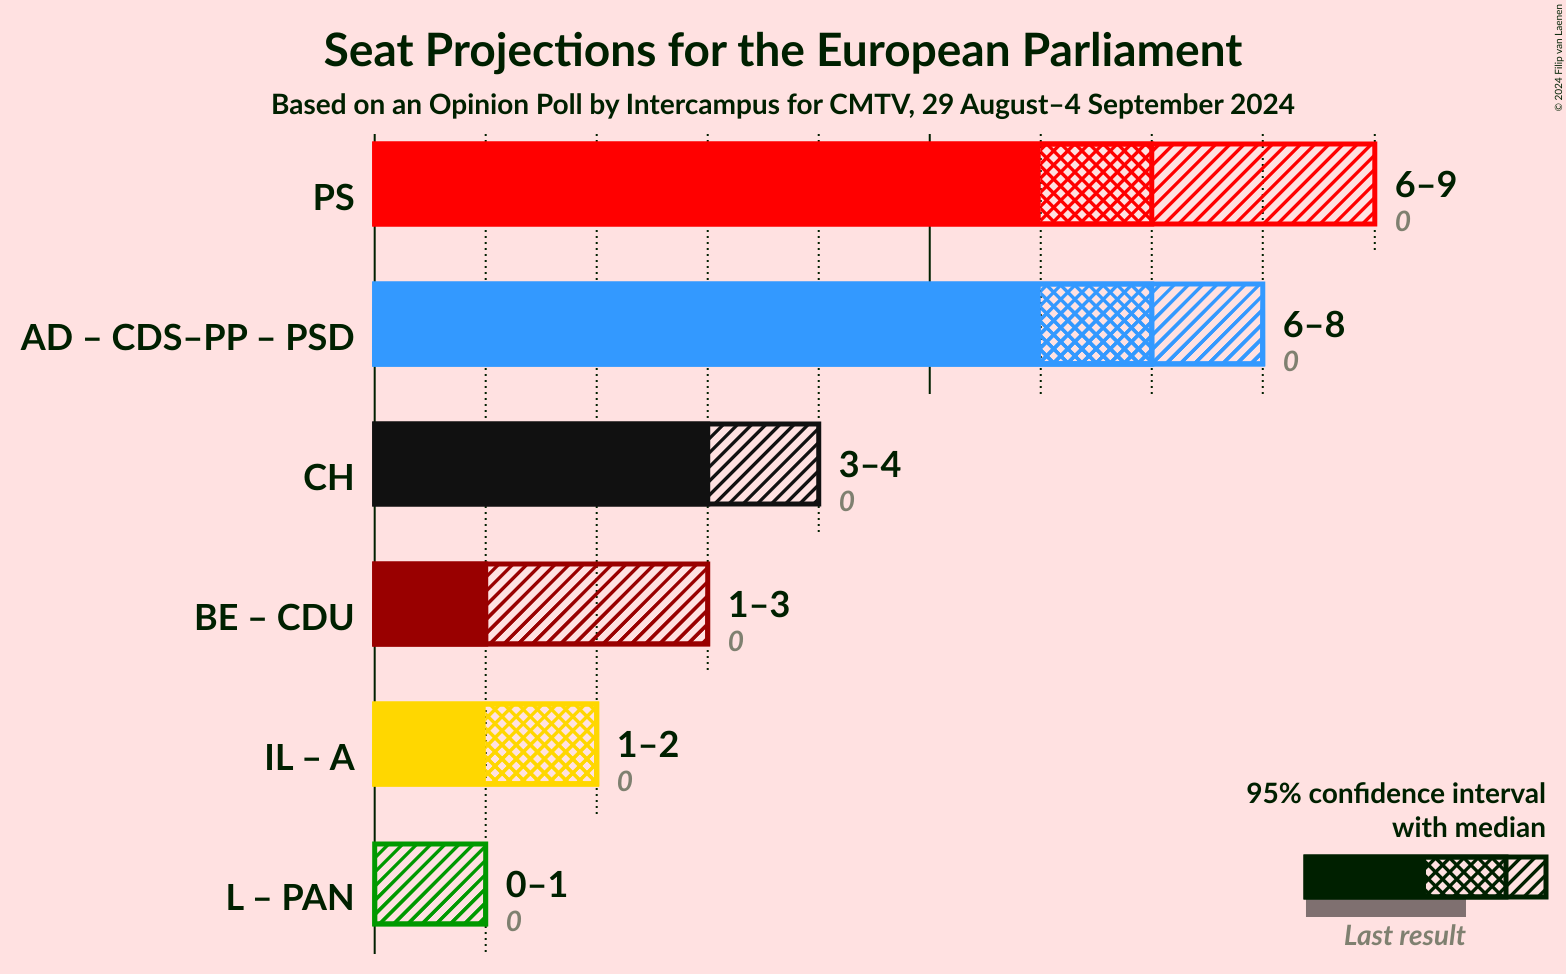 Seat Projections for the European Parliament
Based on an Opinion Poll by Intercampus for CMTV, 29 August–4 September 2024
© 2024 Filip van Laenen
PS
6–9
0
AD – CDS–PP – PSD
6–8
0
CH
3–4
0
BE – CDU
1–3
0
IL – A
1–2
0
L – PAN
0–1
0
95% confidence interval
with median
Last result